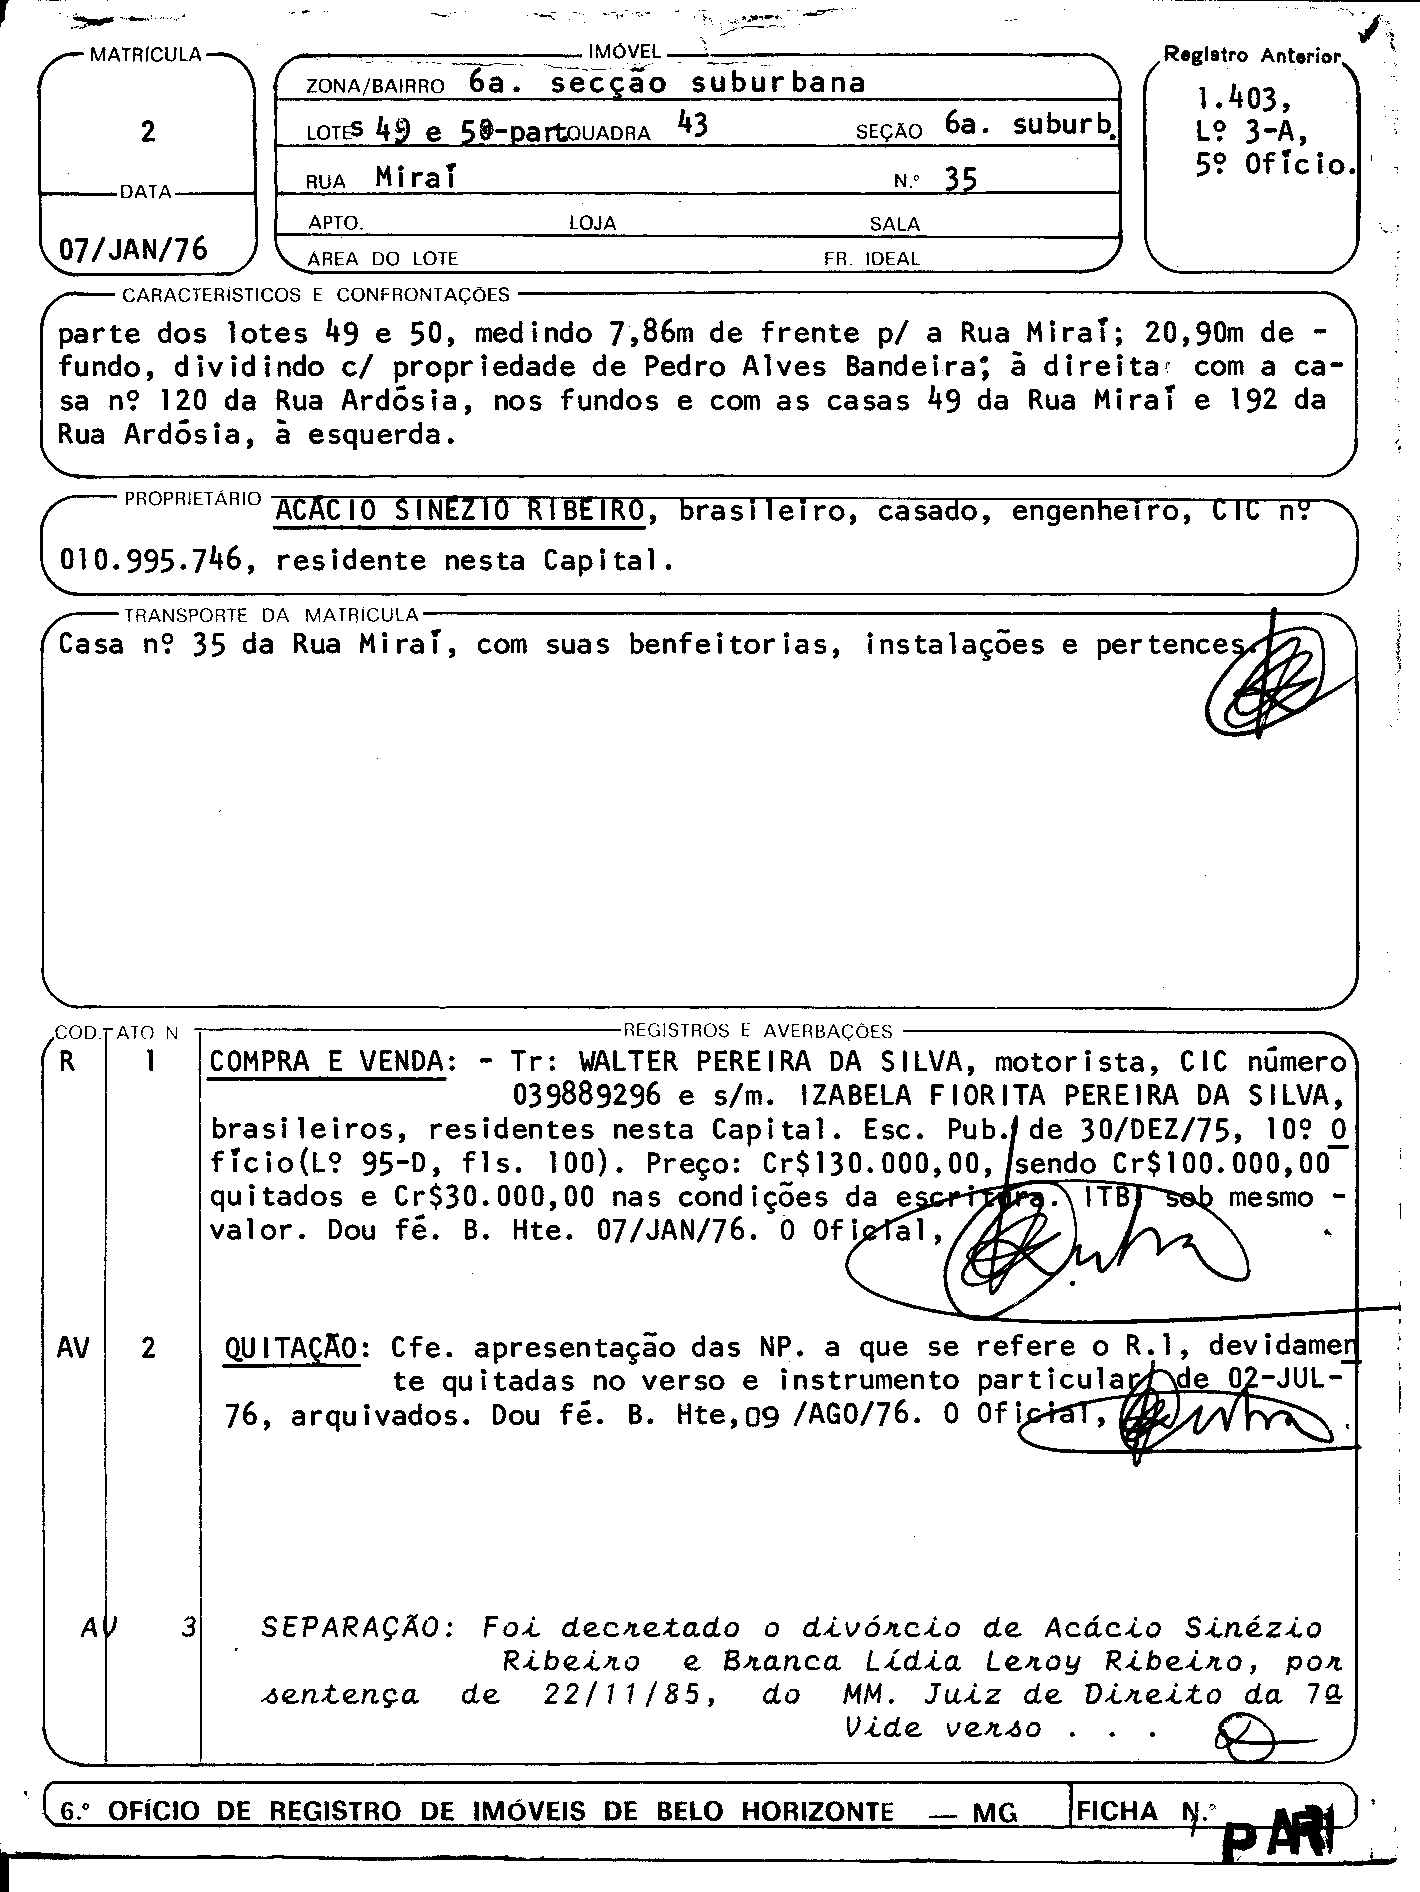 MATRÍCULA
2
DATA
07/JAN/76
IMÓVEL
ZONA/BAIRRO 6a. secção suburbana
LOTES 49 e 50-part QUADRA 43 SEÇÃO 6a. suburb.
RUA Miraí N.º 35
APTO. LOJA SALA
ÁREA DO LOTE FR. IDEAL
Registro Anterior
1.403,
Lº 3-A,
5º Ofício.
CARACTERÍSTICOS E CONFRONTAÇÕES
parte dos lotes 49 e 50, medindo 7,86m de frente p/ a Rua Miraí; 20,90m de -
fundo, dividindo c/ propriedade de Pedro Alves Bandeira; à direita com a ca-
sa nº 120 da Rua Ardósia, nos fundos e com as casas 49 da Rua Miraí e 192 da
Rua Ardósia, à esquerda.
PROPRIETÁRIO ACÁCIO SINÉZIO RIBEIRO, brasileiro, casado, engenheiro, CIC nº
010.995.746, residente nesta Capital.
TRANSPORTE DA MATRÍCULA
Casa nº 35 da Rua Miraí, com suas benfeitorias, instalações e pertences.
COD. ATO N REGISTROS E AVERBAÇÕES
R 1 COMPRA E VENDA: - Tr: WALTER PEREIRA DA SILVA, motorista, CIC número
039889296 e s/m. IZABELA FIORITA PEREIRA DA SILVA,
brasileiros, residentes nesta Capital. Esc. Pub. de 30/DEZ/75, 10º O
fício(Lº 95-D, fls. 100). Preço: Cr$130.000,00, sendo Cr$100.000,00
quitados e Cr$30.000,00 nas condições da escritura. ITBI sob mesmo -
valor. Dou fé. B. Hte. 07/JAN/76. O Oficial,
AV 2 QUITAÇÃO: Cfe. apresentação das NP. a que se refere o R.1, devidamen
te quitadas no verso e instrumento particular de 02-JUL-
76, arquivados. Dou fé. B. Hte, 09 /AGO/76. O Oficial,
AV 3 SEPARAÇÃO: Foi decretado o divórcio de Acácio Sinézio
Ribeiro e Branca Lídia Leroy Ribeiro, por
sentença de 22/11/85, do MM. Juiz de Direito da 7ª
Vide verso . . .
6.º OFÍCIO DE REGISTRO DE IMÓVEIS DE BELO HORIZONTE — MG FICHA N.º
PARI